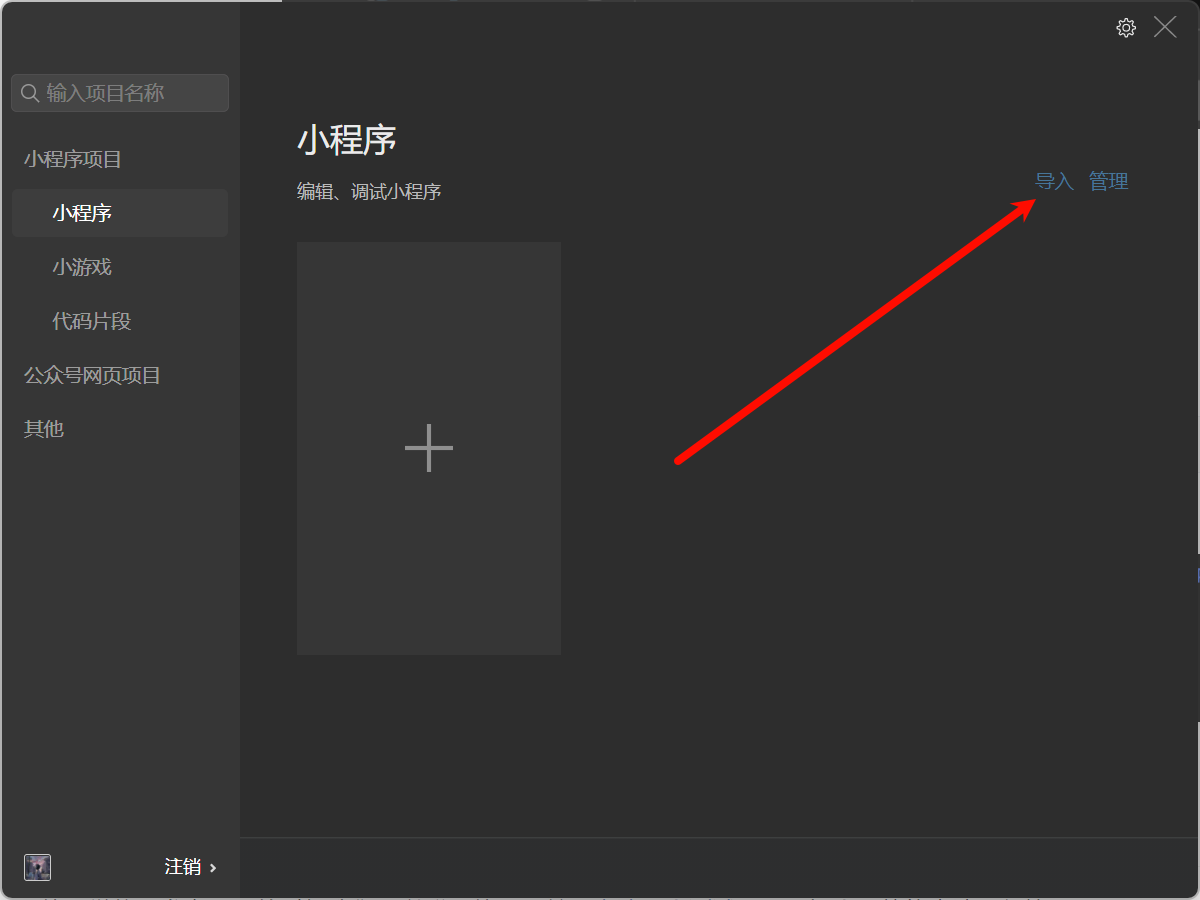 输入项目名称
小程序项目
小程序
小游戏
代码片段
公众号网页项目
其他
注销
小程序
编辑、调试小程序
导入 管理